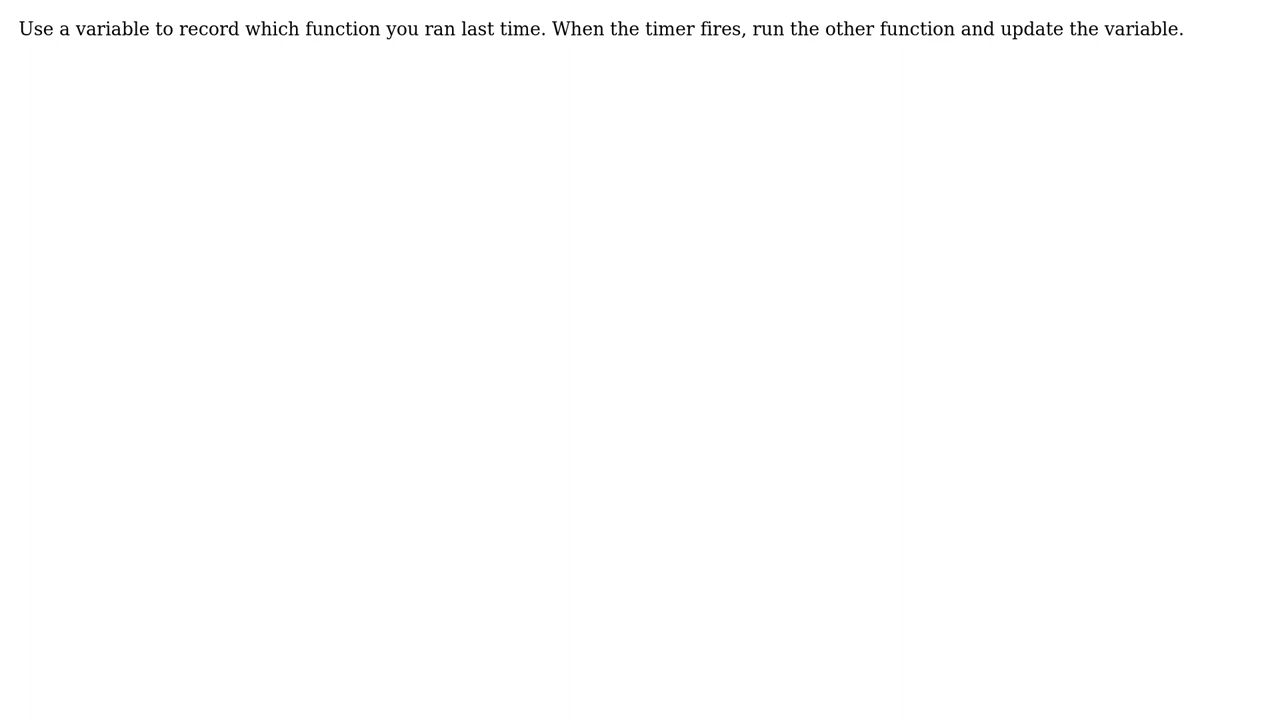 Use a variable to record which function you ran last time. When the timer fires, run the other function and update the variable.